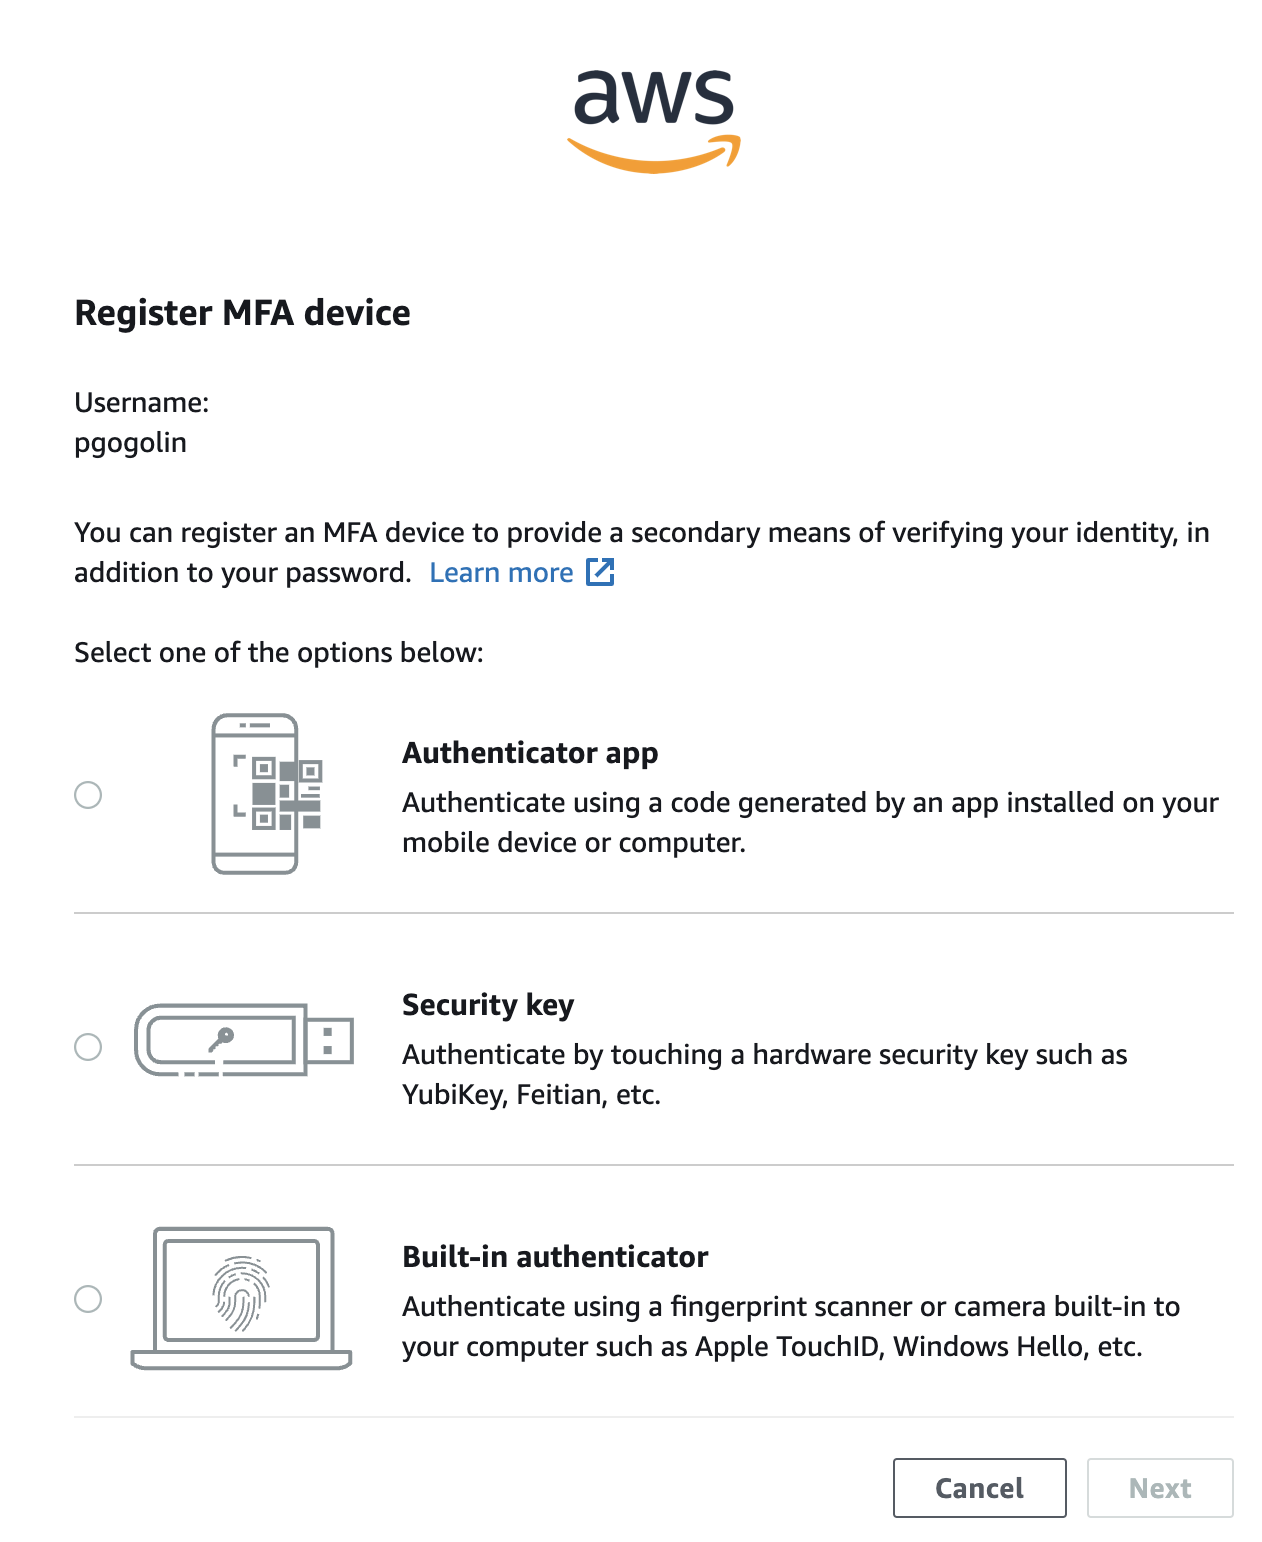 aws
Register MFA device
Username:
pgogolin
You can register an MFA device to provide a secondary means of verifying your identity, in
addition to your password. Learn more
Select one of the options below:
Authenticator app
Authenticate using a code generated by an app installed on your
mobile device or computer.
Security key
Authenticate by touching a hardware security key such as
YubiKey, Feitian, etc.
Built-in authenticator
Authenticate using a fingerprint scanner or camera built-in to
your computer such as Apple TouchID, Windows Hello, etc.
Cancel Next